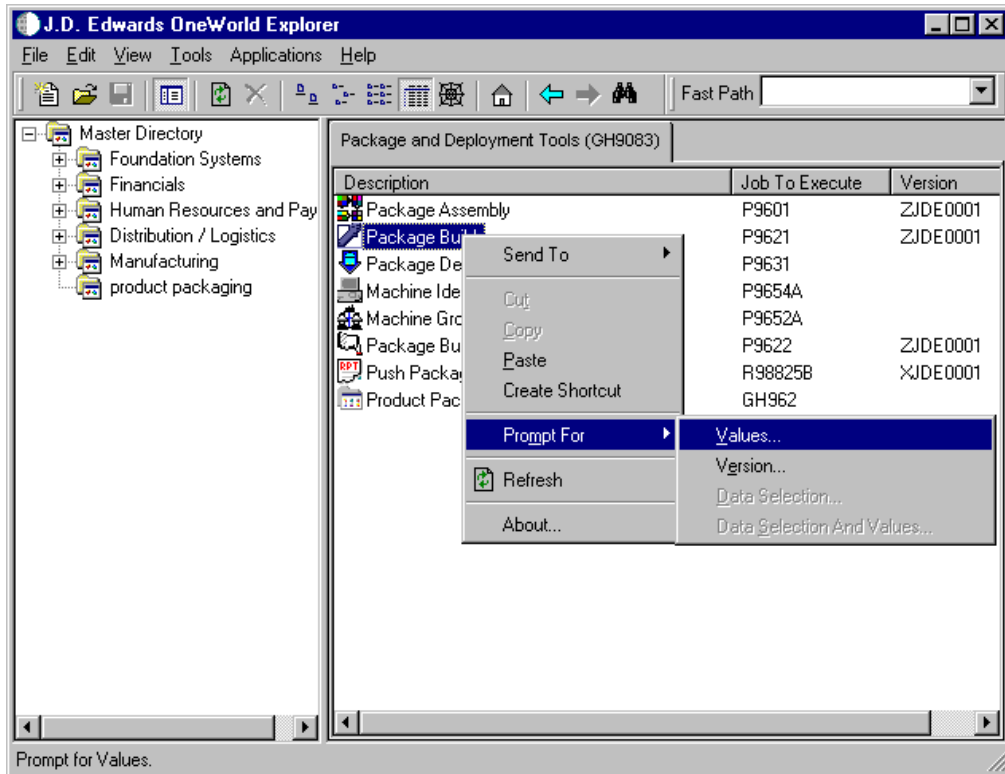 J.D. Edwards OneWorld Explorer
File Edit View Tools Applications Help
Fast Path
Master Directory
Foundation Systems
Financials
Human Resources and Pay
Distribution / Logistics
Manufacturing
product packaging
Package and Deployment Tools (GH9083)
Description Job To Execute Version
Package Assembly P9601 ZJDE0001
Package Build P9621 ZJDE0001
Package De P9631
Machine Ide P9654A
Machine Gro P9652A
Package Bu P9622 ZJDE0001
RPT Push Packa R98825B XJDE0001
Product Pac GH962
Send To
Cut
Copy
Paste
Create Shortcut
Prompt For
Refresh
About...
Values...
Version...
Data Selection...
Data Selection And Values...
Prompt for Values.